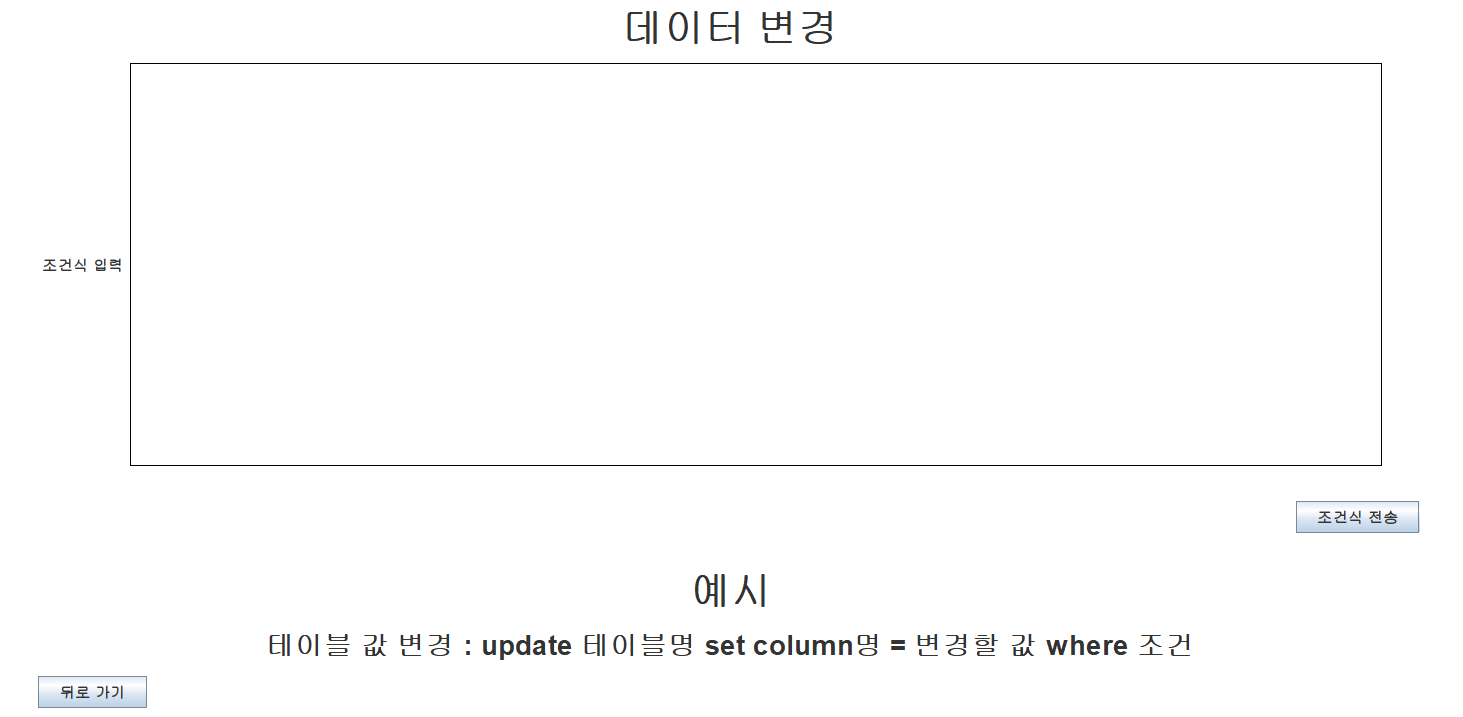 데이터 변경
조건식 입력
조건식 전송
예시
테이블 값 변경 : update 테이블명 set column명 = 변경할 값 where 조건
뒤로 가기